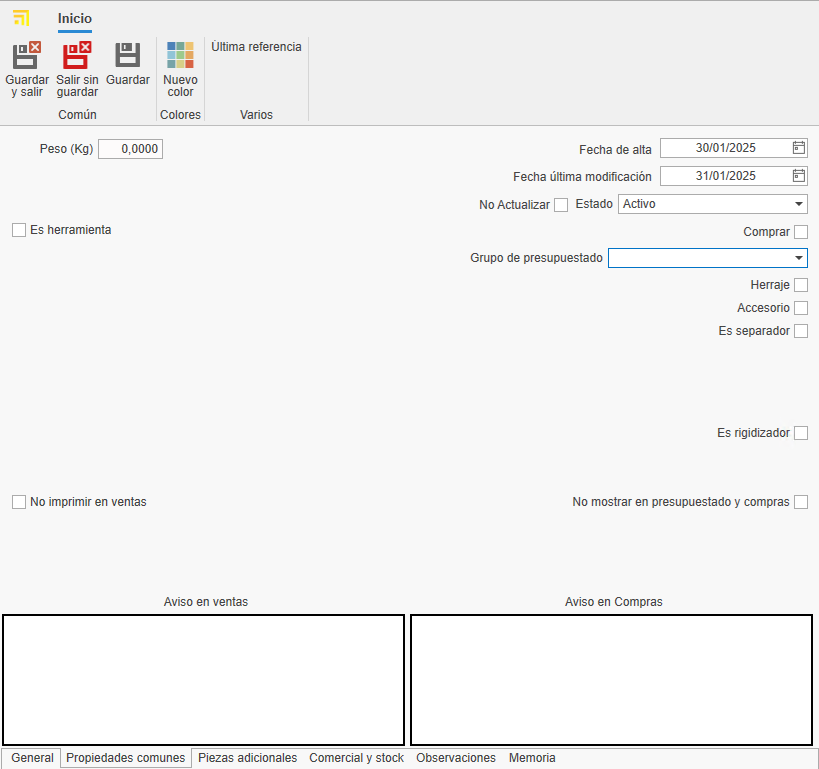 Inicio
Guardar y salir
Salir sin guardar
Guardar
Nuevo color
Última referencia
Común
Colores
Varios
Peso (Kg) 0,0000
Fecha de alta 30/01/2025
Fecha última modificación 31/01/2025
No Actualizar Estado Activo
Es herramienta
Comprar
Grupo de presupuestado
Herraje
Accesorio
Es separador
Es rigidizador
No imprimir en ventas
No mostrar en presupuestado y compras
Aviso en ventas
Aviso en Compras
General Propiedades comunes Piezas adicionales Comercial y stock Observaciones Memoria